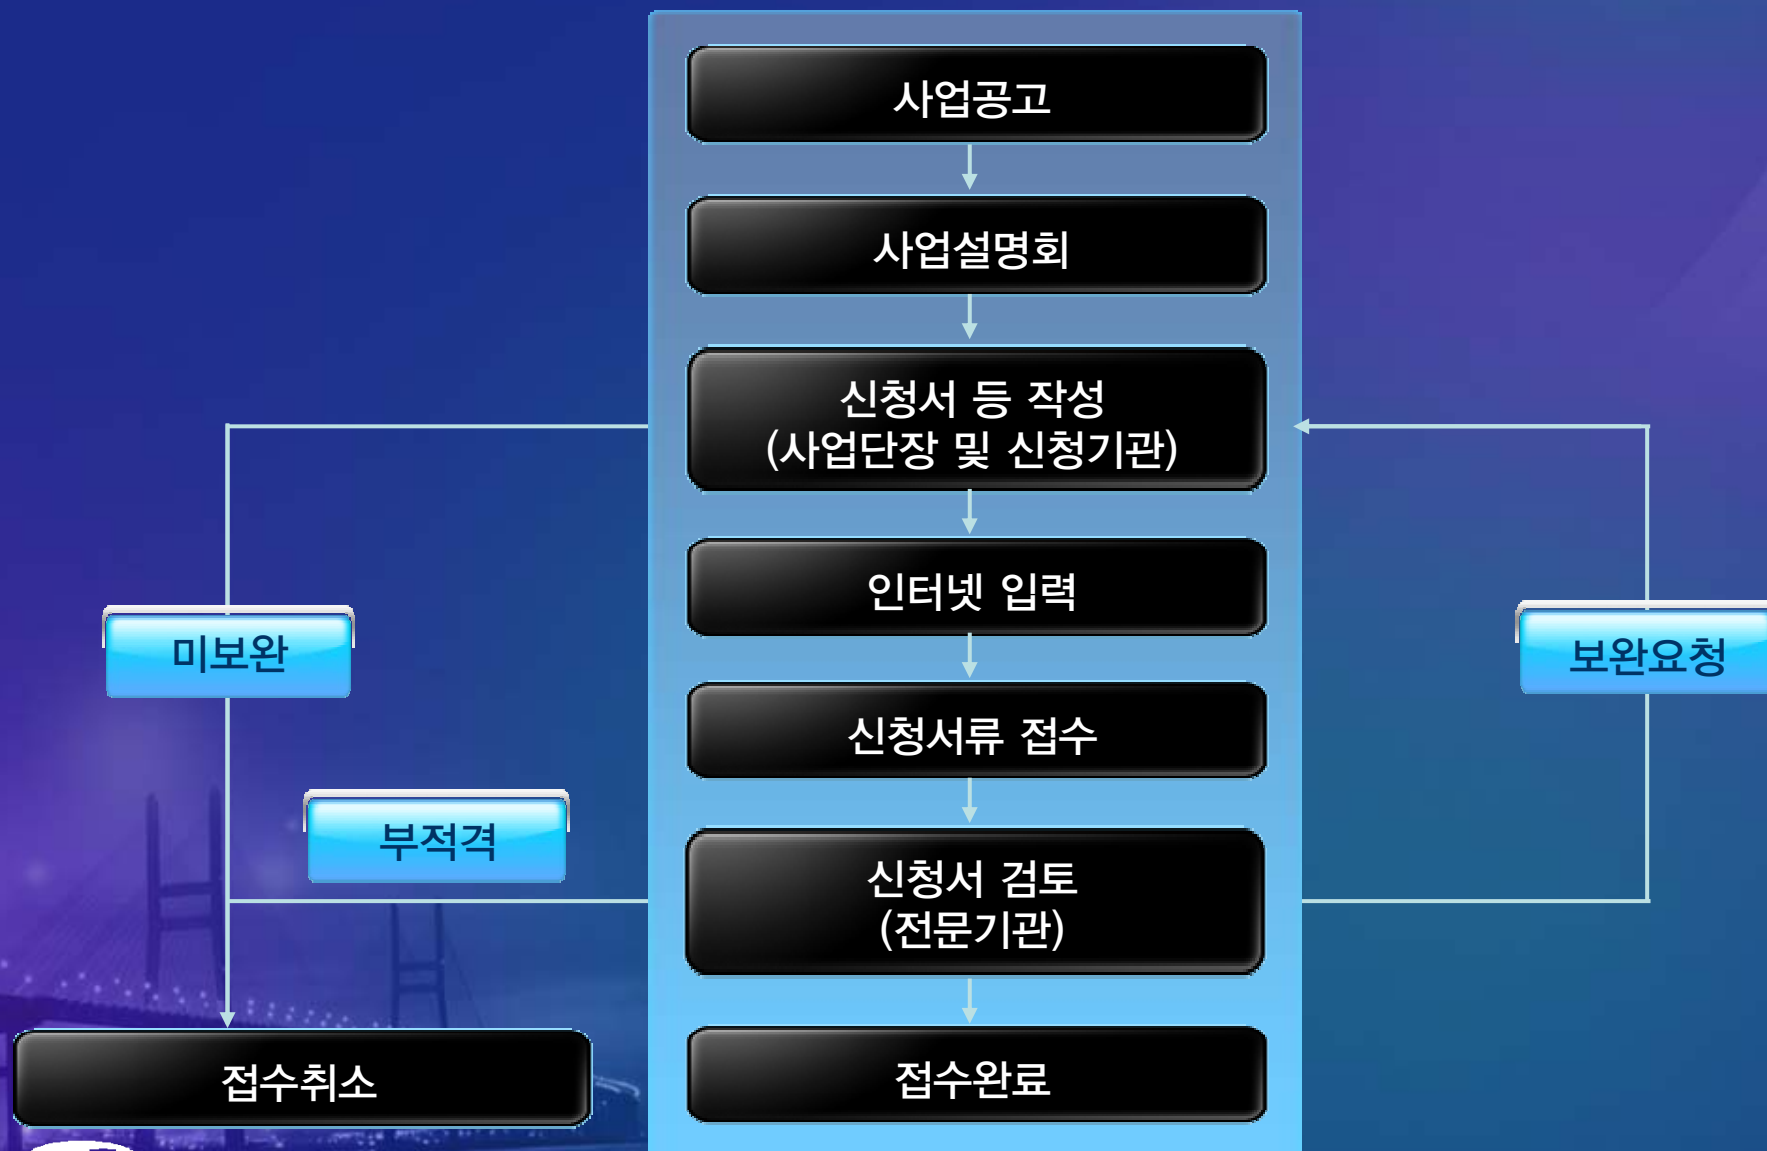 사업공고
사업설명회
신청서 등 작성
(사업단장 및 신청기관)
인터넷 입력
미보완
보완요청
신청서류 접수
부적격
신청서 검토
(전문기관)
접수취소
접수완료